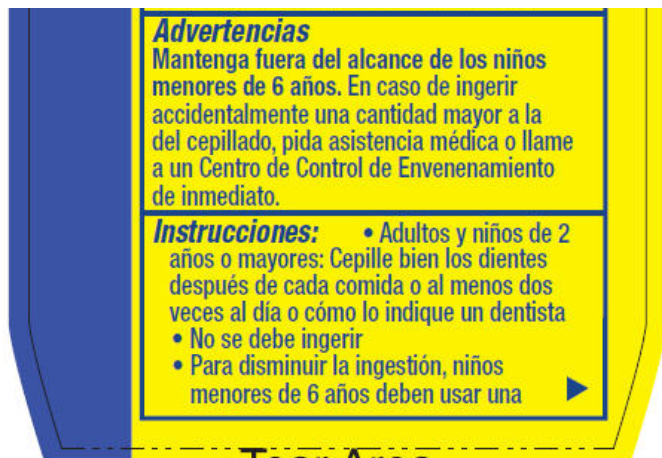 Advertencias
Mantenga fuera del alcance de los niños
menores de 6 años. En caso de ingerir
accidentalmente una cantidad mayor a la
del cepillado, pida asistencia médica o llame
a un Centro de Control de Envenenamiento
de inmediato.
Instrucciones: • Adultos y niños de 2
años o mayores: Cepille bien los dientes
después de cada comida o al menos dos
veces al día o cómo lo indique un dentista
• No se debe ingerir
• Para disminuir la ingestión, niños
menores de 6 años deben usar una
Tear Area